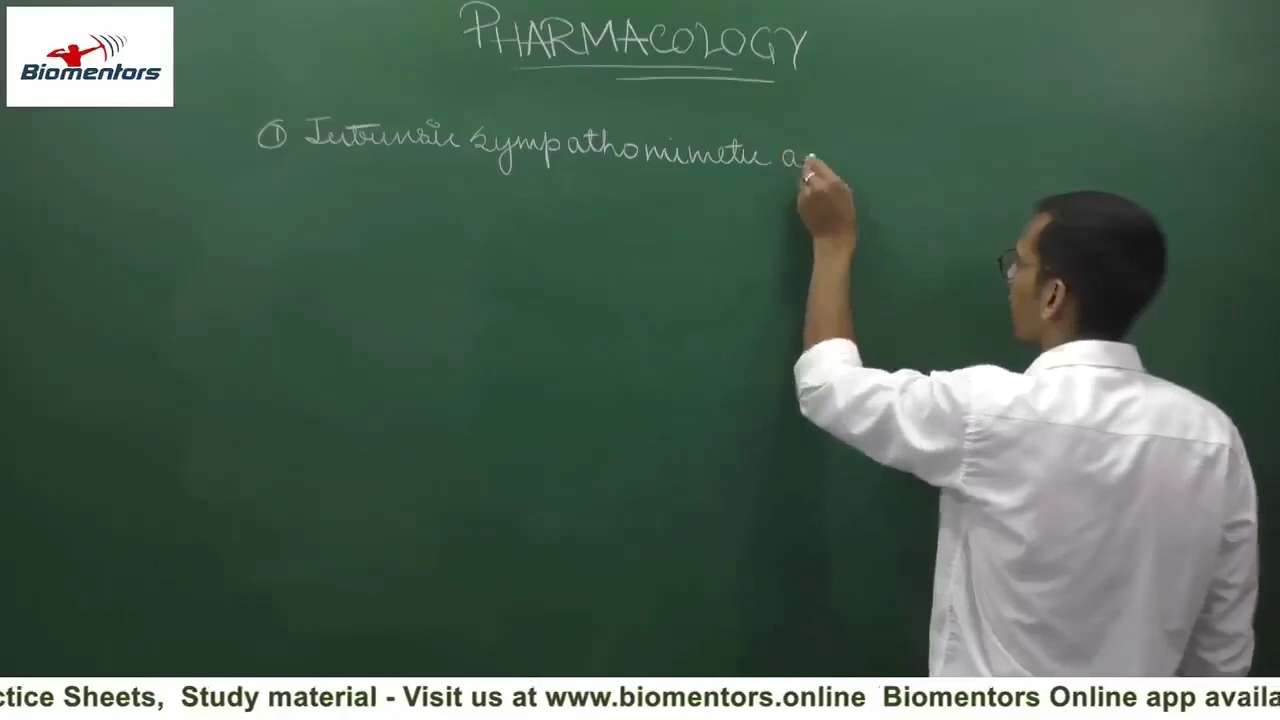 Biomentors
PHARMACOLOGY
① Intrinsic sympathomimetic a
ctice Sheets, Study material - Visit us at www.biomentors.online Biomentors Online app availa